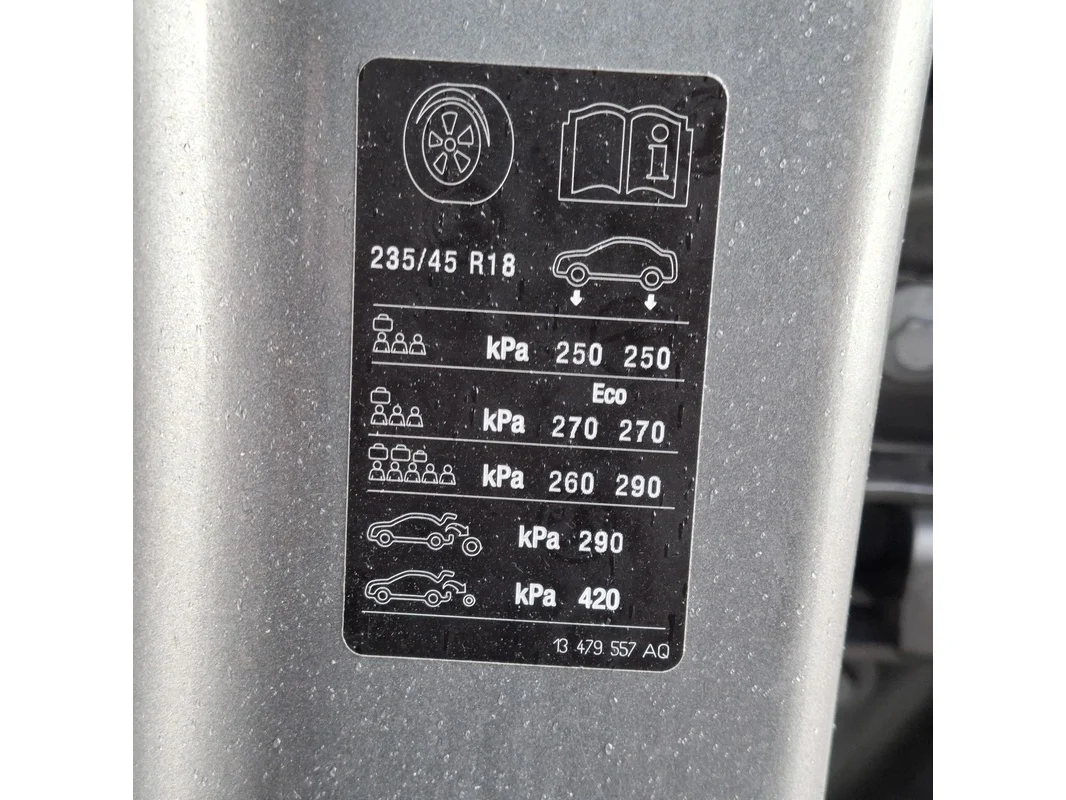 i
235/45 R18
kPa 250 250
Eco
kPa 270 270
kPa 260 290
kPa 290
kPa 420
13 479 557 AQ